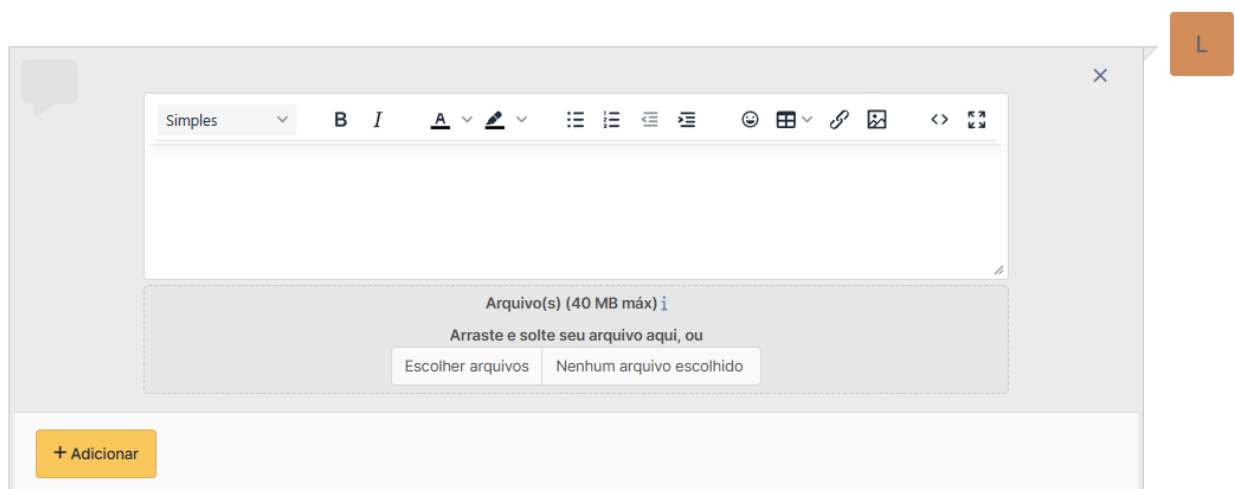 L
Simples
B I A
Arquivo(s) (40 MB máx) i
Arraste e solte seu arquivo aqui, ou
Escolher arquivos Nenhum arquivo escolhido
+ Adicionar